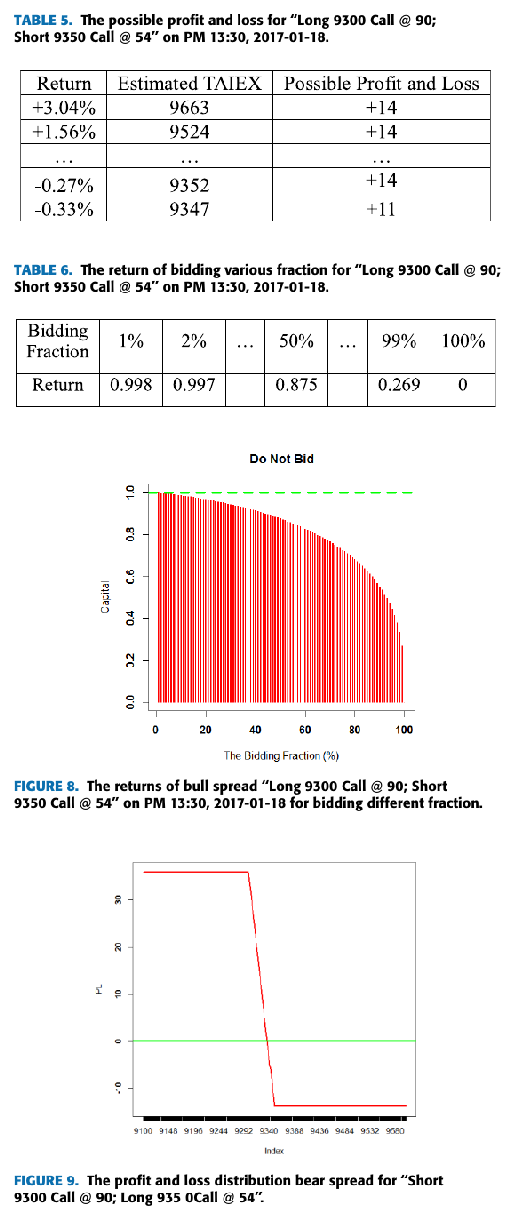 TABLE 5. The possible profit and loss for "Long 9300 Call @ 90;
Short 9350 Call @ 54" on PM 13:30, 2017-01-18.
Return Estimated TAIEX Possible Profit and Loss
+3.04% 9663 +14
+1.56% 9524 +14
... ... ...
-0.27% 9352 +14
-0.33% 9347 +11
TABLE 6. The return of bidding various fraction for "Long 9300 Call @ 90;
Short 9350 Call @ 54" on PM 13:30, 2017-01-18.
Bidding
Fraction 1% 2% ... 50% ... 99% 100%
Return 0.998 0.997 0.875 0.269 0
Do Not Bid
1.0
0.8
0.6
0.4
0.2
0.0
Capital
0 20 40 60 80 100
The Bidding Fraction (%)
FIGURE 8. The returns of bull spread "Long 9300 Call @ 90; Short
9350 Call @ 54" on PM 13:30, 2017-01-18 for bidding different fraction.
30
20
10
0
-10
PL
9100 9148 9196 9244 9292 9340 9388 9436 9484 9532 9580
Index
FIGURE 9. The profit and loss distribution bear spread for "Short
9300 Call @ 90; Long 935 0Call @ 54".